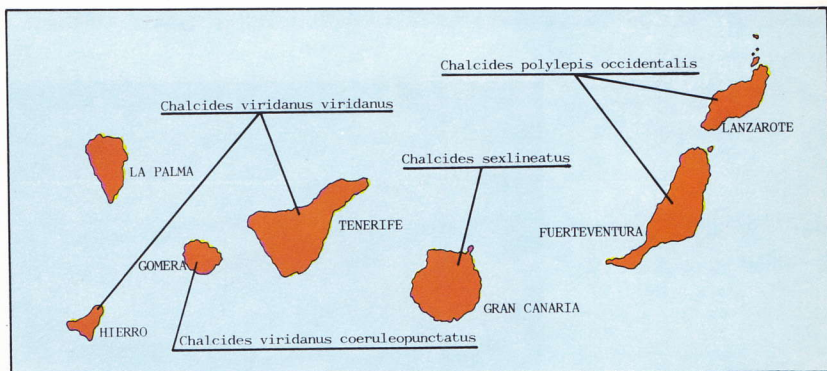 Chalcides polylepis occidentalis
Chalcides viridanus viridanus
LANZAROTE
Chalcides sexlineatus
LA PALMA
TENERIFE
FUERTEVENTURA
GOMERA
GRAN CANARIA
HIERRO
Chalcides viridanus coeruleopunctatus